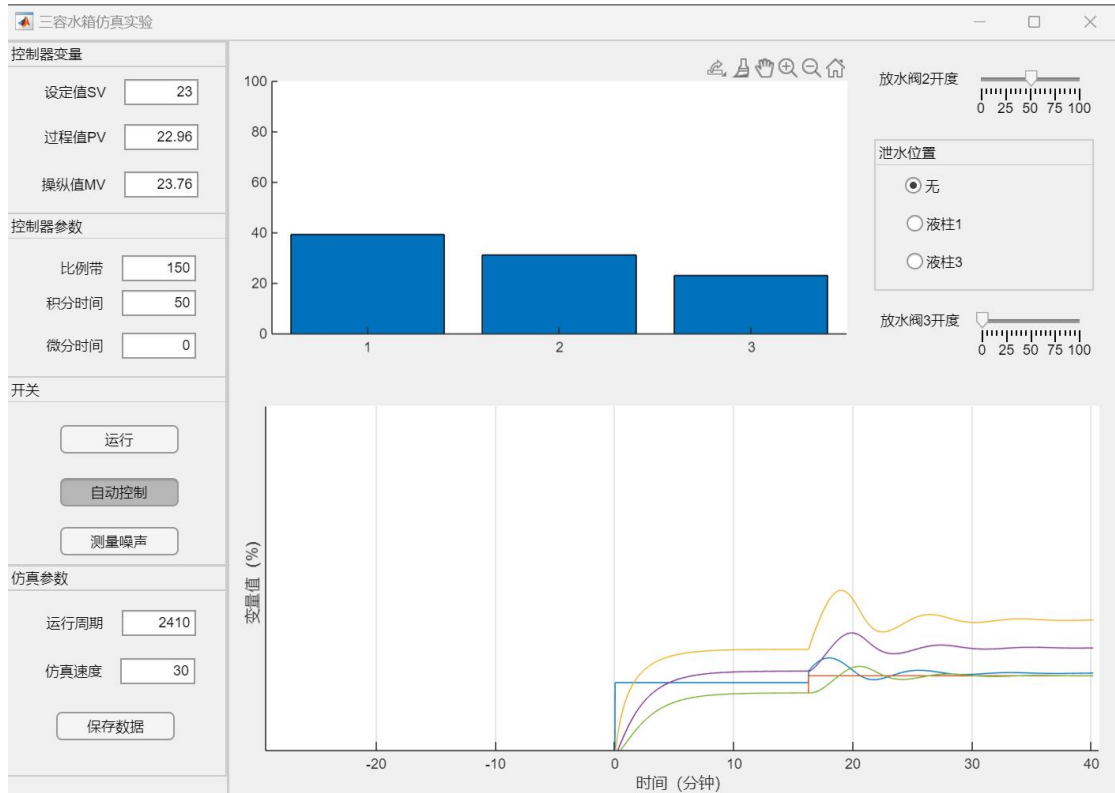 三容水箱仿真实验
控制器变量
设定值SV 23
过程值PV 22.96
操纵值MV 23.76
控制器参数
比例带 150
积分时间 50
微分时间 0
开关
运行
自动控制
测量噪声
仿真参数
运行周期 2410
仿真速度 30
保存数据
100
80
60
40
20
0
1 2 3
放水阀2开度
0 25 50 75 100
泄水位置
无
液柱1
液柱3
放水阀3开度
0 25 50 75 100
变量值 (%)
-20 -10 0 10 20 30 40
时间 (分钟)